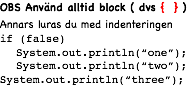 OBS Använd alltid block ( dvs { } )
Annars luras du med indenteringen
if (false)
System.out.println(“one”);
System.out.println(“two”);
System.out.println(“three”);